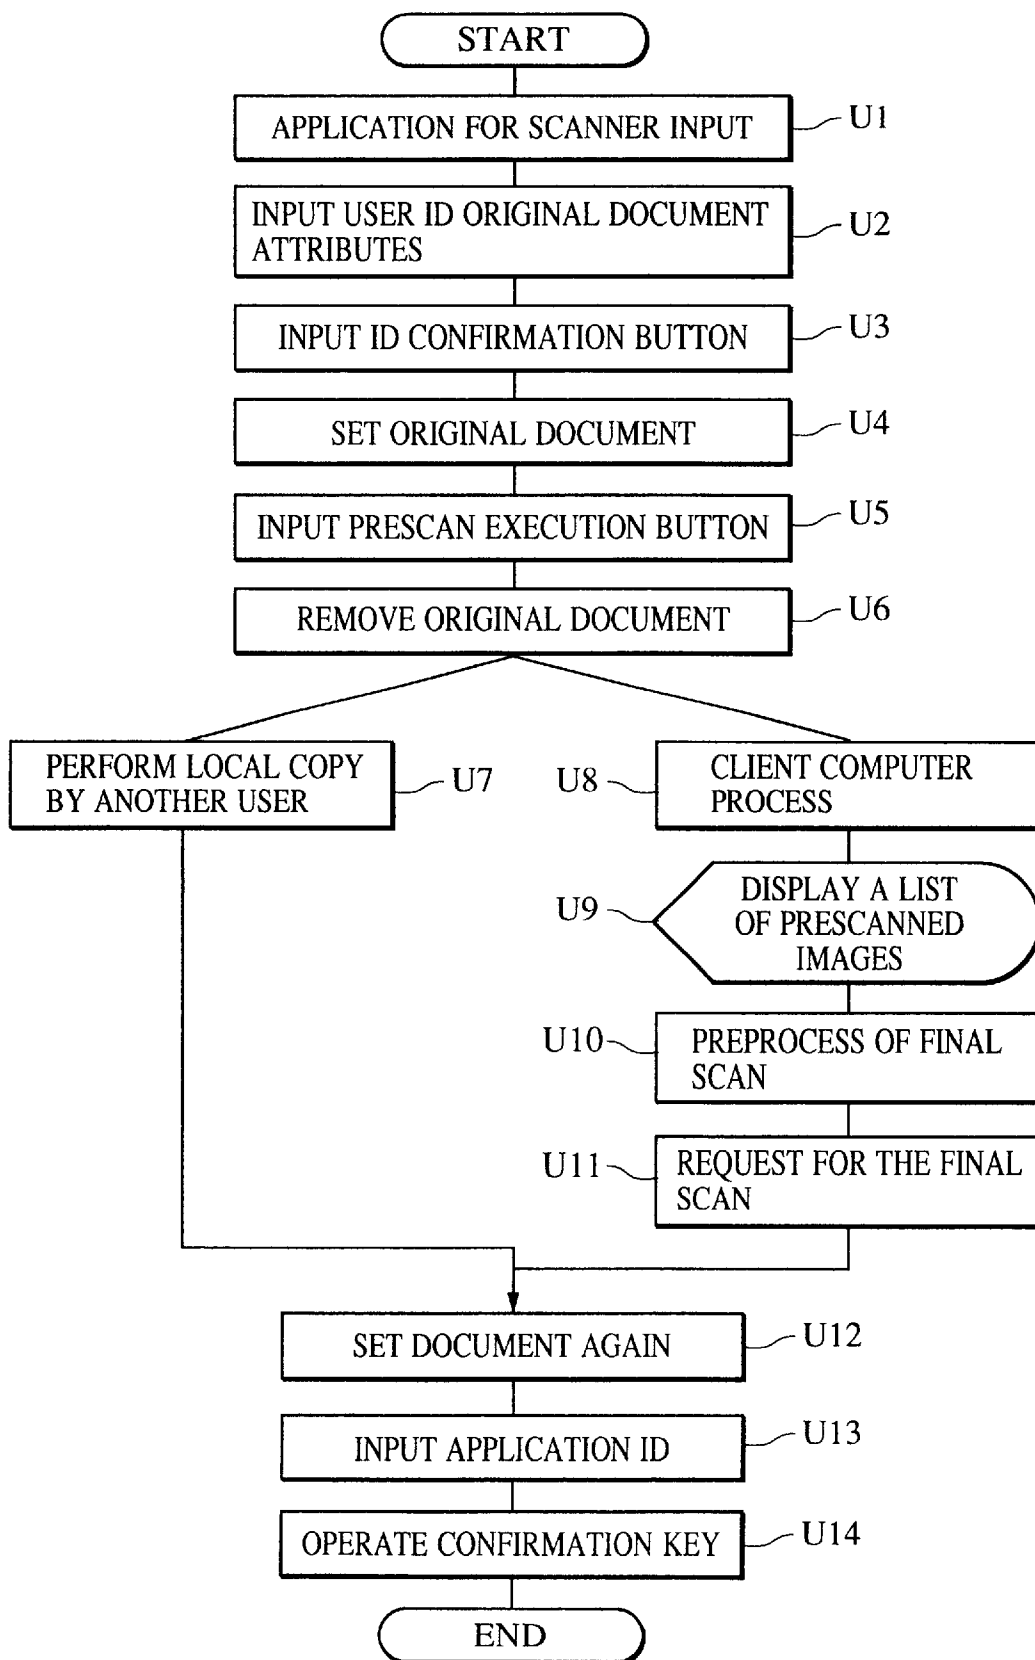 START
APPLICATION FOR SCANNER INPUT
U1
INPUT USER ID ORIGINAL DOCUMENT
ATTRIBUTES
U2
INPUT ID CONFIRMATION BUTTON
U3
SET ORIGINAL DOCUMENT
U4
INPUT PRESCAN EXECUTION BUTTON
U5
REMOVE ORIGINAL DOCUMENT
U6
PERFORM LOCAL COPY
BY ANOTHER USER
U7
U8
CLIENT COMPUTER
PROCESS
U9
DISPLAY A LIST
OF PRESCANNED
IMAGES
U10
PREPROCESS OF FINAL
SCAN
U11
REQUEST FOR THE FINAL
SCAN
SET DOCUMENT AGAIN
U12
INPUT APPLICATION ID
U13
OPERATE CONFIRMATION KEY
U14
END